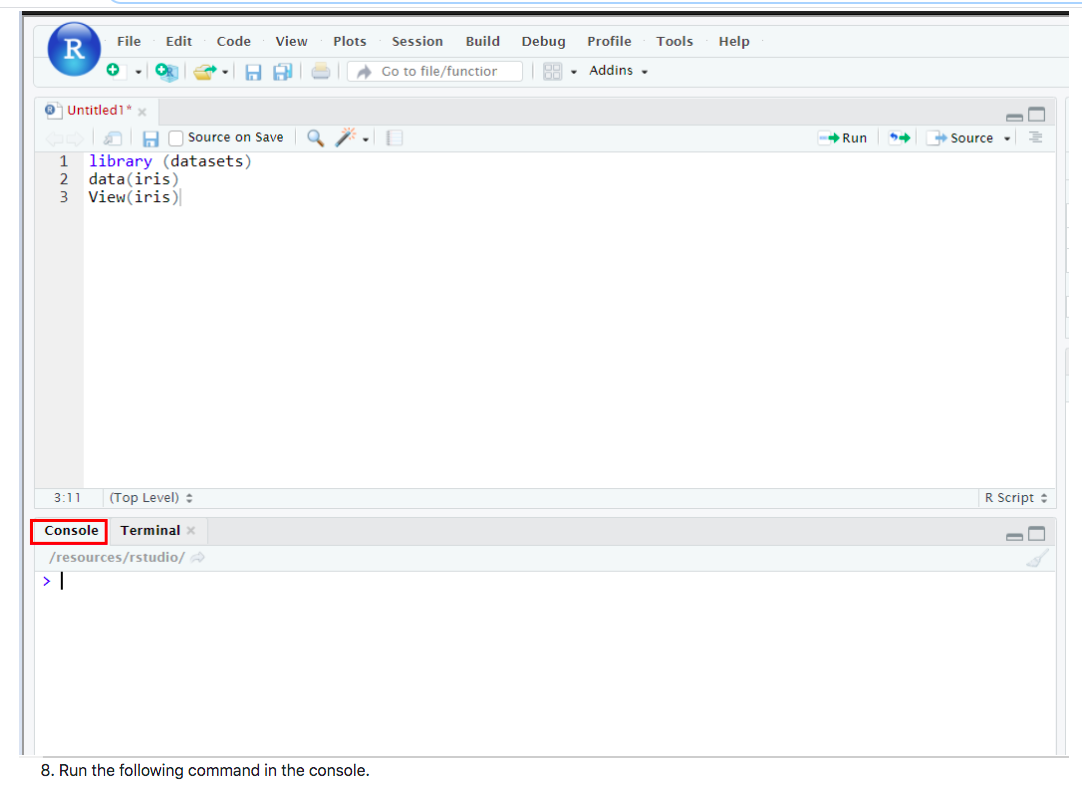 R File Edit Code View Plots Session Build Debug Profile Tools Help
Go to file/functior Addins
Untitled1*
Source on Save Run Source
1 library (datasets)
2 data(iris)
3 View(iris)
3:11 (Top Level) R Script
Console Terminal
/resources/rstudio/
>
8. Run the following command in the console.